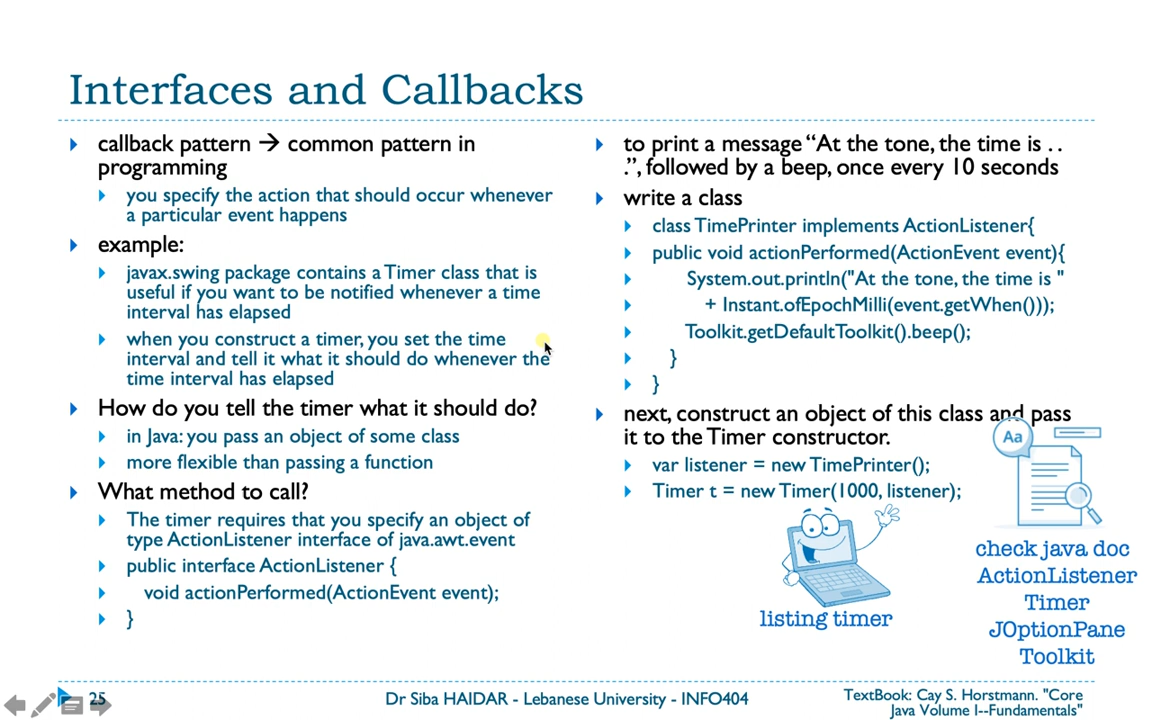 Interfaces and Callbacks
callback pattern → common pattern in
programming
you specify the action that should occur whenever
a particular event happens
example:
javax.swing package contains a Timer class that is
useful if you want to be notified whenever a time
interval has elapsed
when you construct a timer, you set the time
interval and tell it what it should do whenever the
time interval has elapsed
How do you tell the timer what it should do?
in Java: you pass an object of some class
more flexible than passing a function
What method to call?
The timer requires that you specify an object of
type ActionListener interface of java.awt.event
public interface ActionListener {
void actionPerformed(ActionEvent event);
}
to print a message “At the tone, the time is . .
.”, followed by a beep, once every 10 seconds
write a class
class TimePrinter implements ActionListener{
public void actionPerformed(ActionEvent event){
System.out.println("At the tone, the time is "
+ Instant.ofEpochMilli(event.getWhen()));
Toolkit.getDefaultToolkit().beep();
}
}
next, construct an object of this class and pass
it to the Timer constructor.
var listener = new TimePrinter();
Timer t = new Timer(1000, listener);
Aa
listing timer
check java doc
ActionListener
Timer
JOptionPane
Toolkit
25
Dr Siba HAIDAR - Lebanese University - INFO404
TextBook: Cay S. Horstmann. "Core
Java Volume I--Fundamentals"